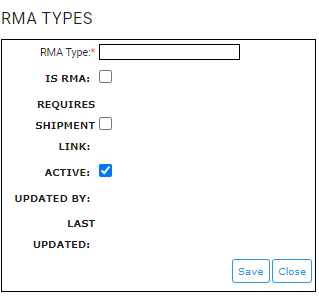 RMA TYPES
RMA Type:*
IS RMA:
REQUIRES
SHIPMENT
LINK:
ACTIVE:
UPDATED BY:
LAST
UPDATED:
Save Close